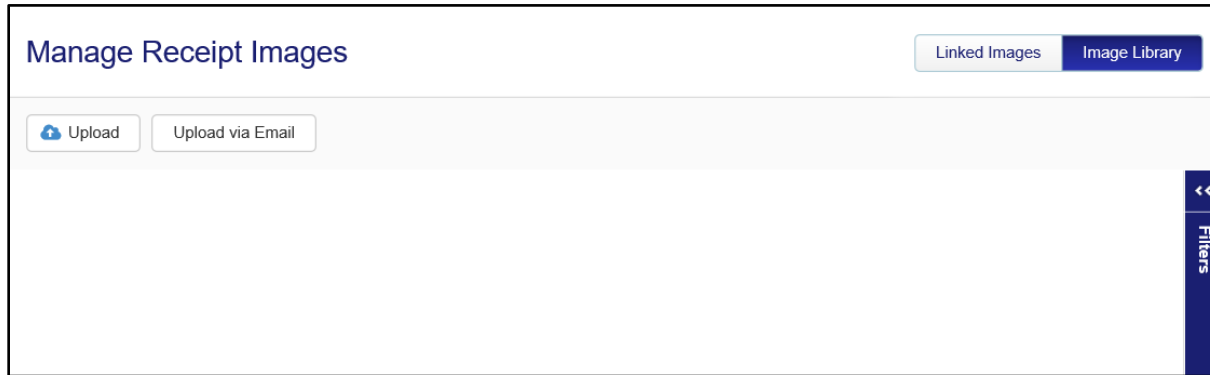 Manage Receipt Images
Linked Images
Image Library
Upload
Upload via Email
Filters